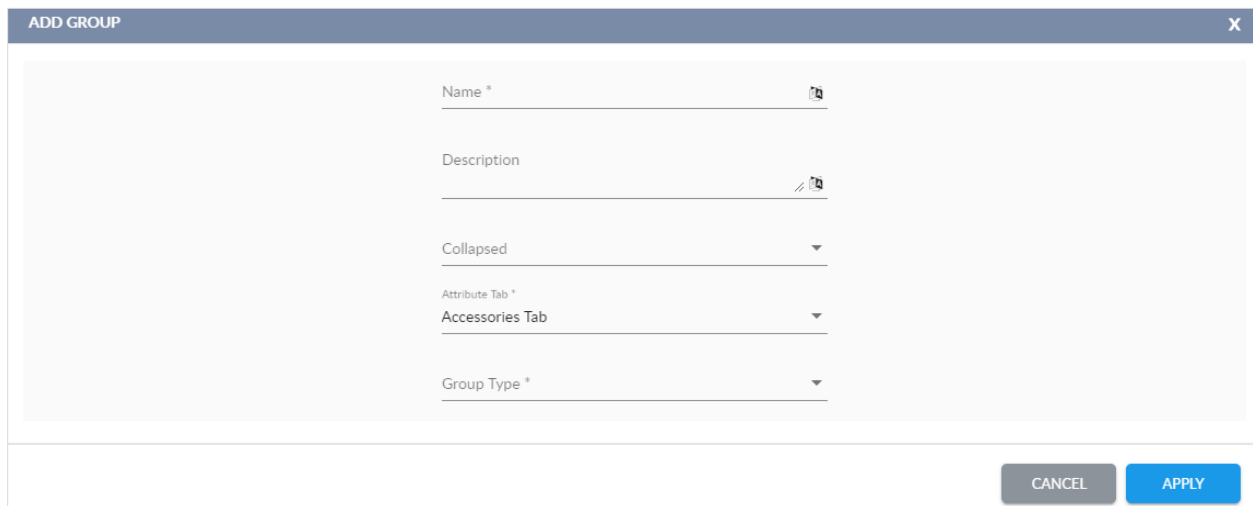 ADD GROUP X
Name *
Description
Collapsed
Attribute Tab *
Accessories Tab
Group Type *
CANCEL APPLY